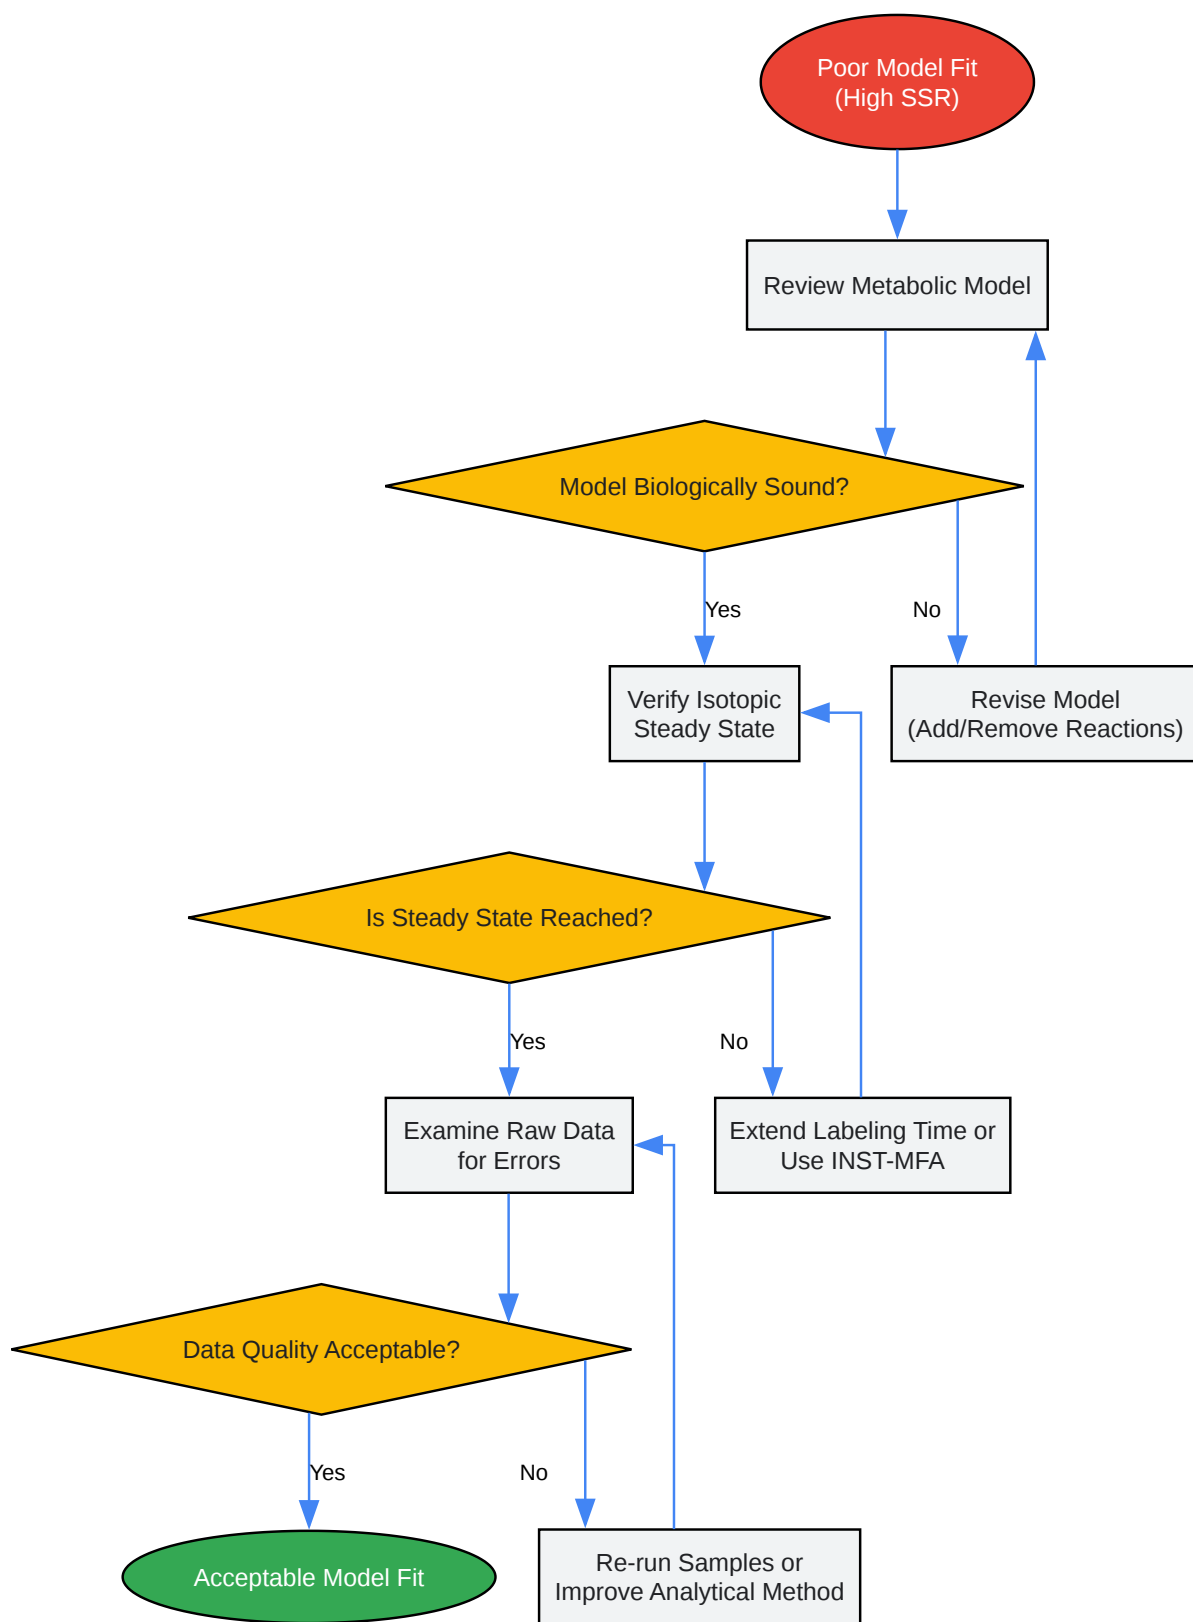 Poor Model Fit
(High SSR)
Review Metabolic Model
Model Biologically Sound?
Yes
No
Verify Isotopic
Steady State
Revise Model
(Add/Remove Reactions)
Is Steady State Reached?
Yes
No
Examine Raw Data
for Errors
Extend Labeling Time or
Use INST-MFA
Data Quality Acceptable?
Yes
No
Acceptable Model Fit
Re-run Samples or
Improve Analytical Method